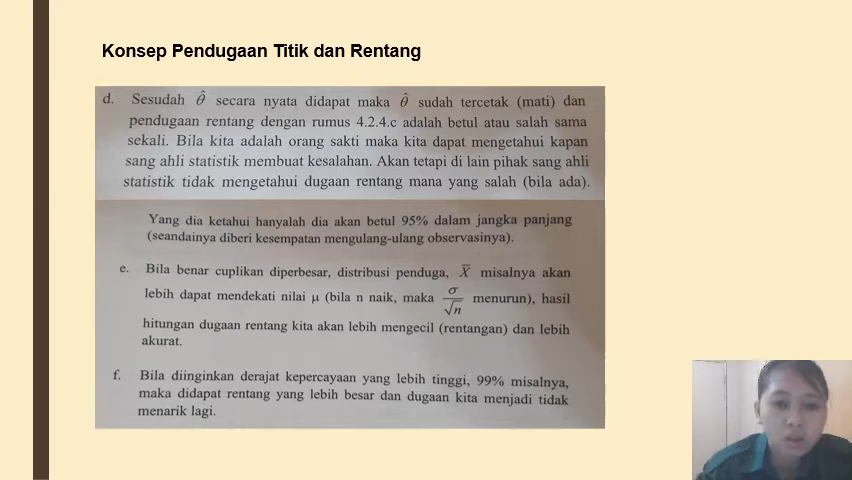 Konsep Pendugaan Titik dan Rentang
d. Sesudah θ̂ secara nyata didapat maka θ̂ sudah tercetak (mati) dan
pendugaan rentang dengan rumus 4.2.4.c adalah betul atau salah sama
sekali. Bila kita adalah orang sakti maka kita dapat mengetahui kapan
sang ahli statistik membuat kesalahan. Akan tetapi di lain pihak sang ahli
statistik tidak mengetahui dugaan rentang mana yang salah (bila ada).
Yang dia ketahui hanyalah dia akan betul 95% dalam jangka panjang
(seandainya diberi kesempatan mengulang-ulang observasinya).
e. Bila benar cuplikan diperbesar, distribusi penduga, X̅ misalnya akan
lebih dapat mendekati nilai μ (bila n naik, maka σ/√n menurun), hasil
hitungan dugaan rentang kita akan lebih mengecil (rentangan) dan lebih
akurat.
f. Bila diinginkan derajat kepercayaan yang lebih tinggi, 99% misalnya,
maka didapat rentang yang lebih besar dan dugaan kita menjadi tidak
menarik lagi.